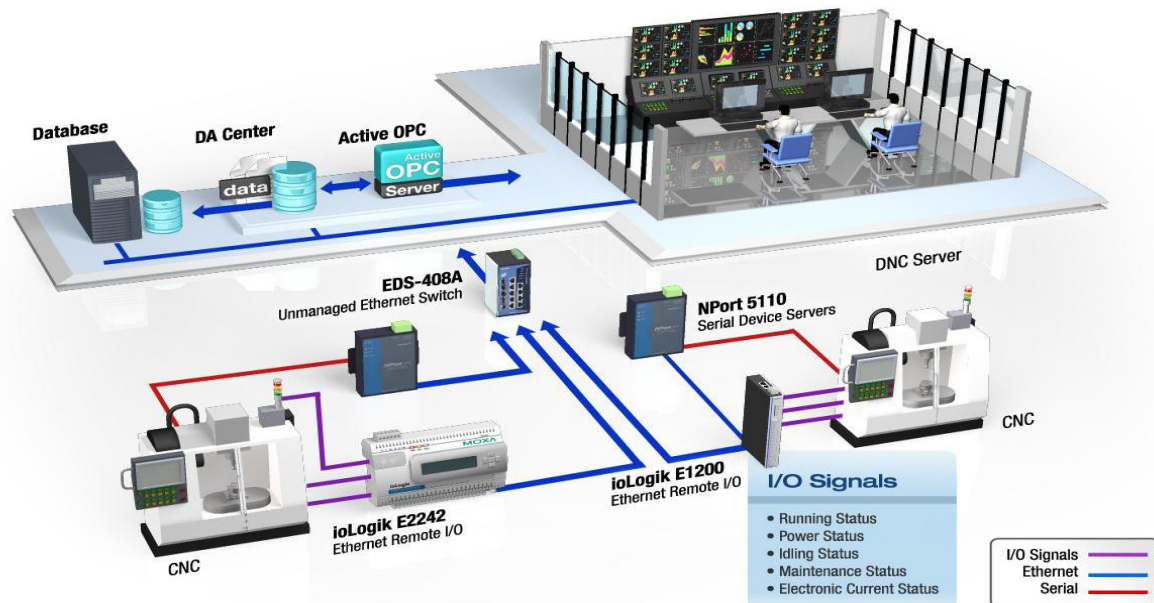 Database
DA Center
Active OPC
data
Active
OPC
Server
DNC Server
EDS-408A
Unmanaged Ethernet Switch
NPort 5110
Serial Device Servers
CNC
MOXA
ioLogik
ioLogik E2242
Ethernet Remote I/O
CNC
ioLogik E1200
Ethernet Remote I/O
I/O Signals
• Running Status
• Power Status
• Idling Status
• Maintenance Status
• Electronic Current Status
I/O Signals
Ethernet
Serial